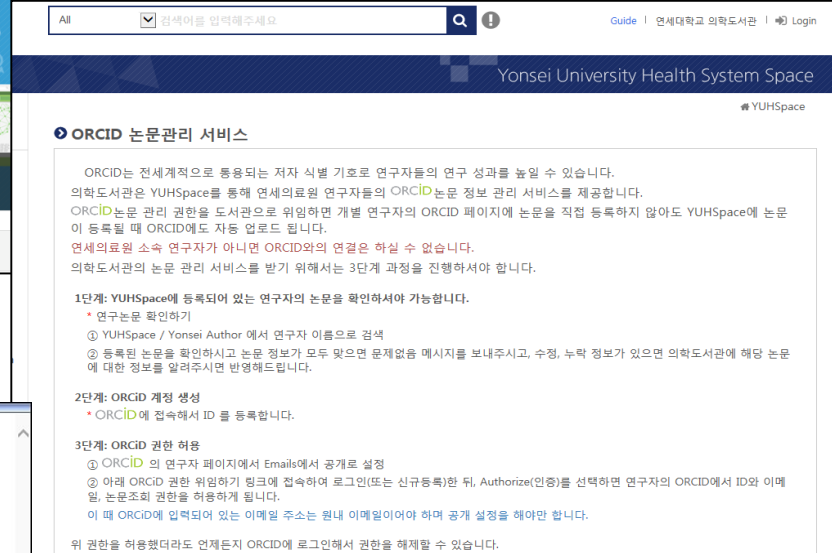 All
검색어를 입력해주세요
Guide | 연세대학교 의학도서관 | Login
Yonsei University Health System Space
YUHSpace
ORCID 논문관리 서비스
ORCiD는 전세계적으로 통용되는 저자 식별 기호로 연구자들의 연구 성과를 높일 수 있습니다.
의학도서관은 YUHSpace를 통해 연세의료원 연구자들의 ORCiD 논문 정보 관리 서비스를 제공합니다.
ORCiD 논문 관리 권한을 도서관으로 위임하면 개별 연구자의 ORCID 페이지에 논문을 직접 등록하지 않아도 YUHSpace에 논문
이 등록될 때 ORCID에도 자동 업로드 됩니다.
연세의료원 소속 연구자가 아니면 ORCID와의 연결은 하실 수 없습니다.
의학도서관의 논문 관리 서비스를 받기 위해서는 3단계 과정을 진행하셔야 합니다.
1단계: YUHSpace에 등록되어 있는 연구자의 논문을 확인하셔야 가능합니다.
* 연구논문 확인하기
① YUHSpace / Yonsei Author 에서 연구자 이름으로 검색
② 등록된 논문을 확인하시고 논문 정보가 모두 맞으면 문제없음 메시지를 보내주시고, 수정, 누락 정보가 있으면 의학도서관에 해당 논문
에 대한 정보를 알려주시면 반영해드립니다.
2단계: ORCiD 계정 생성
* ORCiD 에 접속해서 ID 를 등록합니다.
3단계: ORCiD 권한 허용
① ORCiD 의 연구자 페이지에서 Emails에서 공개로 설정
② 아래 ORCiD 권한 위임하기 링크에 접속하여 로그인(또는 신규등록)한 뒤, Authorize(인증)를 선택하면 연구자의 ORCID에서 ID와 이메
일, 논문조회 권한을 허용하게 됩니다.
이 때 ORCiD에 입력되어 있는 이메일 주소는 원내 이메일이어야 하며 공개 설정을 해야만 합니다.
위 권한을 허용했더라도 언제든지 ORCID에 로그인해서 권한을 해제할 수 있습니다.